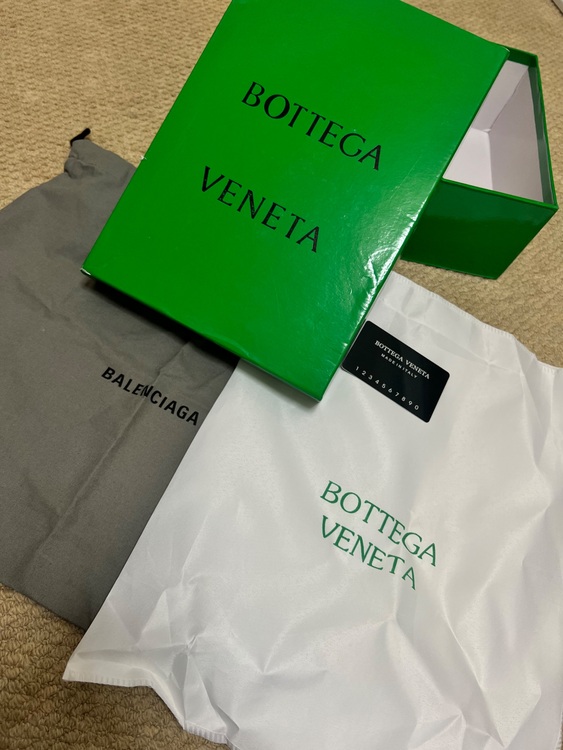 BOTTEGA
VENETA
BOTTEGA VENETA
MADE IN ITALY
1234567890
BALENCIAGA
BOTTEGA
VENETA